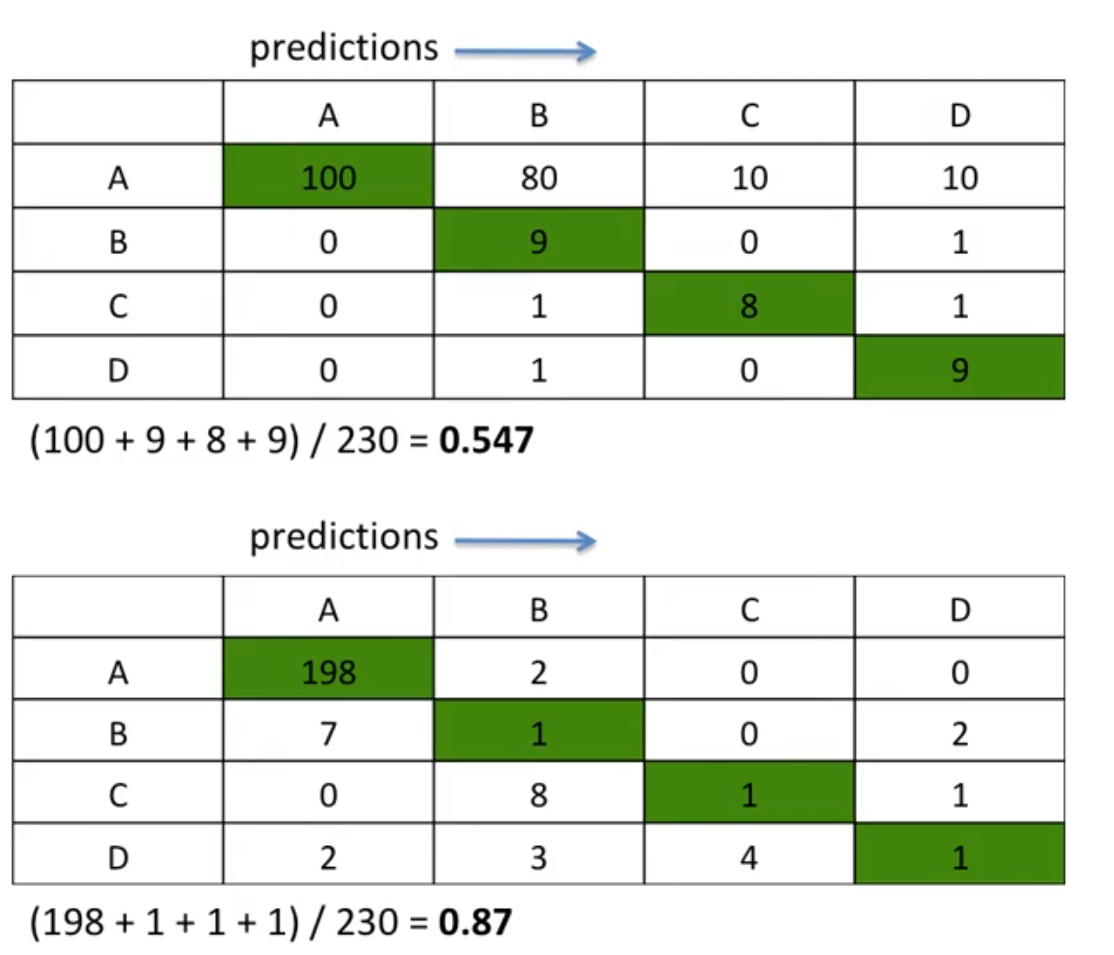 predictions
A B C D
A 100 80 10 10
B 0 9 0 1
C 0 1 8 1
D 0 1 0 9
(100 + 9 + 8 + 9) / 230 = 0.547
predictions
A B C D
A 198 2 0 0
B 7 1 0 2
C 0 8 1 1
D 2 3 4 1
(198 + 1 + 1 + 1) / 230 = 0.87